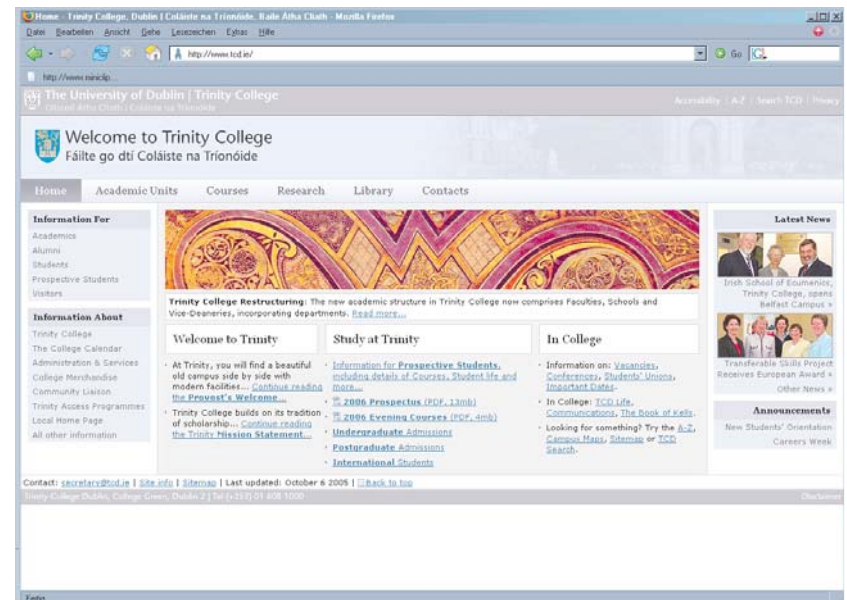 Home - Trinity College, Dublin | Coláiste na Tríonóide, Baile Átha Cliath - Mozilla Firefox
Datei Bearbeiten Ansicht Gehe Lesezeichen Extras Hilfe
http://www.tcd.ie/
Go
http://www.miniclip...
The University of Dublin | Trinity College
Ollscoil Átha Cliath | Coláiste na Tríonóide
Accessibility | A-Z | Search TCD | Privacy
Welcome to Trinity College
Fáilte go dtí Coláiste na Tríonóide
Home Academic Units Courses Research Library Contacts
Information For
Academics
Alumni
Students
Prospective Students
Visitors
Information About
Trinity College
The College Calendar
Administration & Services
College Merchandise
Community Liaison
Trinity Access Programmes
Local Home Page
All other information
Trinity College Restructuring: The new academic structure in Trinity College now comprises Faculties, Schools and
Vice-Deaneries, incorporating departments. Read more...
Welcome to Trinity
· At Trinity, you will find a beautiful
old campus side by side with
modern facilities... Continue reading
the Provost's Welcome...
· Trinity College builds on its tradition
of scholarship... Continue reading
the Trinity Mission Statement...
Study at Trinity
· Information for Prospective Students,
including details of Courses, Student life and
more...
· 2006 Prospectus (PDF, 13mb)
· 2006 Evening Courses (PDF, 4mb)
· Undergraduate Admissions
· Postgraduate Admissions
· International Students
In College
· Information on: Vacancies,
Conferences, Students' Unions,
Important Dates.
· In College: TCD Life,
Communications, The Book of Kells.
· Looking for something? Try the A-Z,
Campus Maps, Sitemap or TCD
Search.
Latest News
Irish School of Ecumenics,
Trinity College, opens
Belfast Campus »
Transferable Skills Project
Receives European Award »
Other News »
Announcements
New Students' Orientation
Careers Week
Contact: secretary@tcd.ie | Site info | Sitemap | Last updated: October 6 2005 | Back to top
Trinity College Dublin, College Green, Dublin 2 | Tel (+353) 01 608 1000
Disclaimer
Fertig